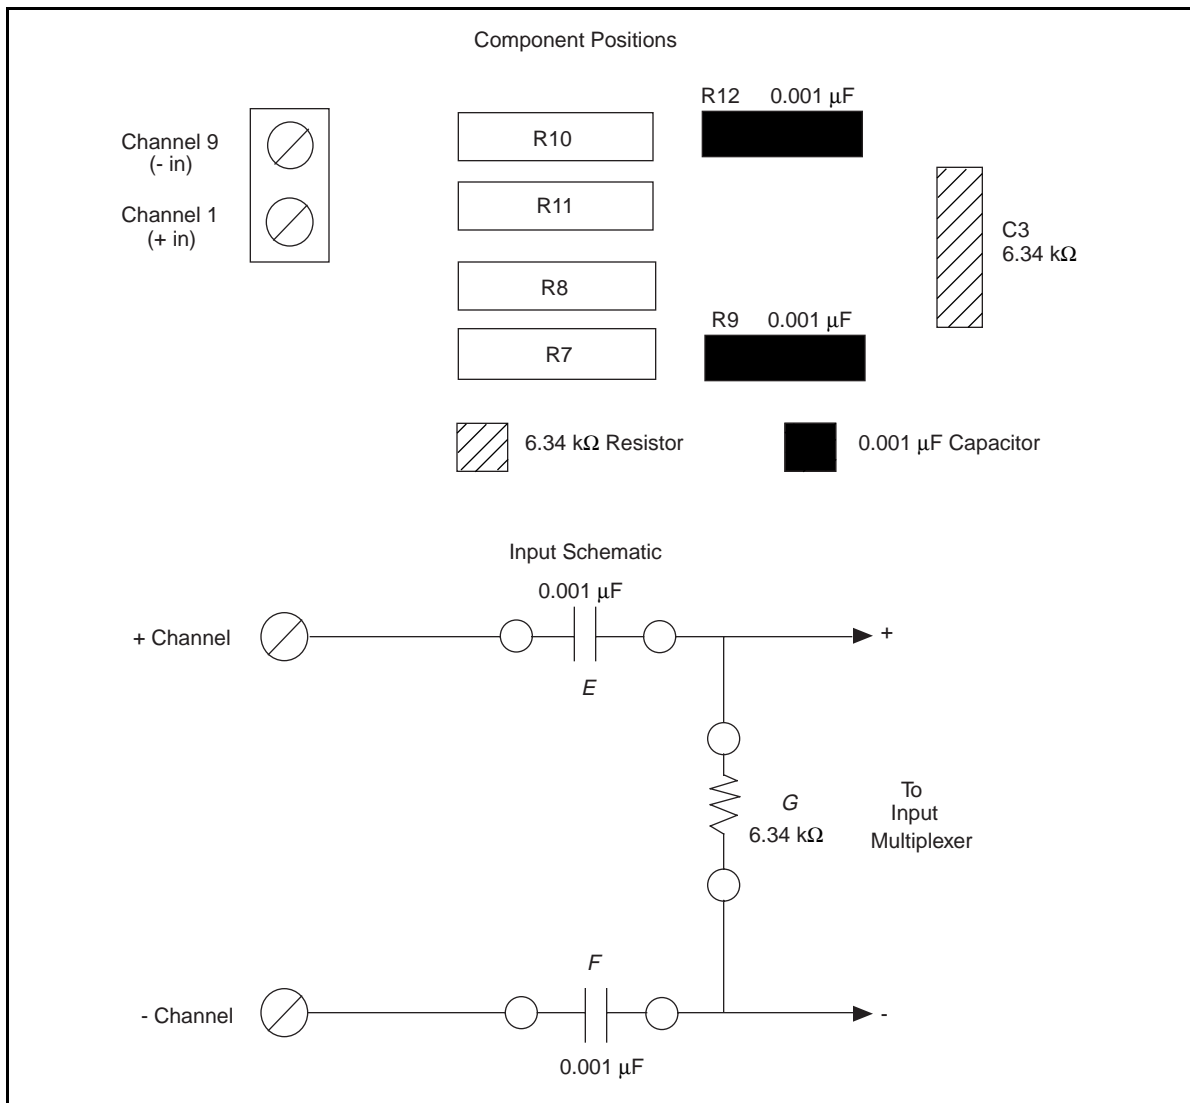 Component Positions
R12 0.001 μF
Channel 9
(- in)
R10
Channel 1
(+ in)
R11
C3
6.34 kΩ
R8
R9 0.001 μF
R7
6.34 kΩ Resistor
0.001 μF Capacitor
Input Schematic
0.001 μF
+ Channel
+
E
G
6.34 kΩ
To
Input
Multiplexer
F
- Channel
-
0.001 μF